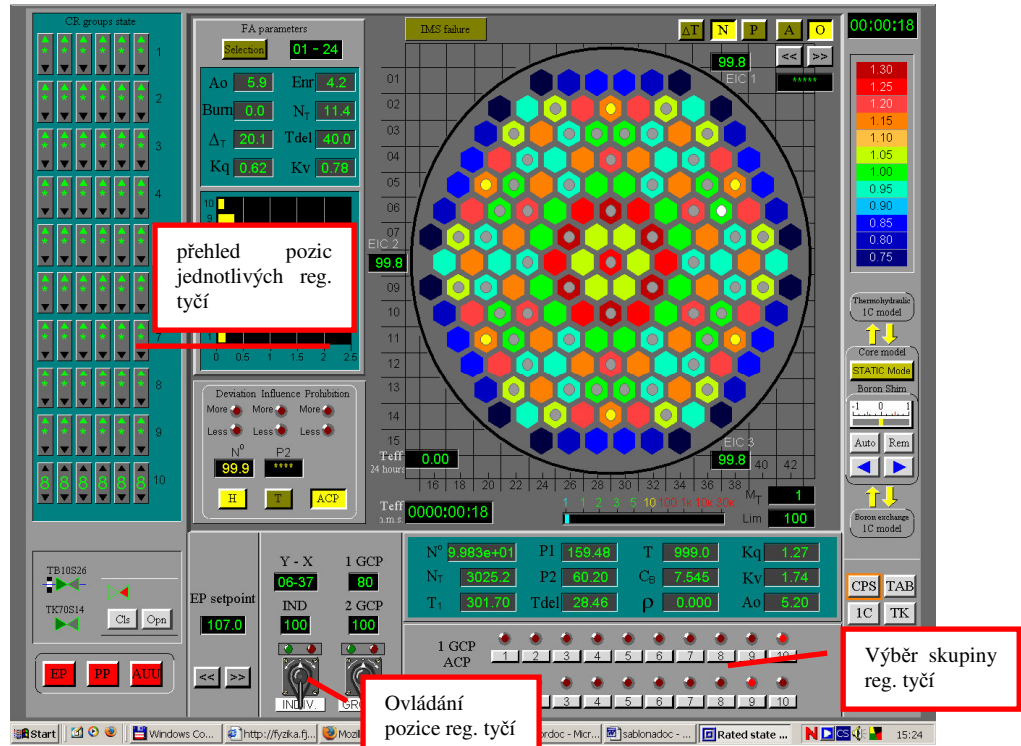 CR groups state
1
2
3
4
7
8
9
10
FA parameters
Selection 01 - 24
Ao 5.9 Enr 4.2
Burn 0.0 N_T 11.4
Δ_T 20.1 Tdel 40.0
Kq 0.62 Kv 0.78
10
9
1
0 0.5 1 1.5 2 2.5
přehled pozic
jednotlivých reg.
tyčí
Deviation Influence Prohibition
More More More
Less Less Less
N° P2
99.9 ****
H T ACP
IMS failure
ΔT N P A O
<< >>
*****
99.8
EIC 1
EIC 2
99.8
EIC 3
99.8
01
02
03
04
05
06
07
09
10
11
12
13
14
15
16 18 20 22 24 26 28 30 32 34 36 38 40 42
Teff 0.00
24 hours
Teff 0000:00:18
1 1 2 3 5 10 100 1k 10k 30k
M_T 1
Lim 100
00:00:18
1.30
1.25
1.20
1.15
1.10
1.05
1.00
0.95
0.90
0.85
0.80
0.75
Thermohydraulic
1C model
Core model
STATIC Mode
Boron Shim
-1 0 1
Auto Rem
Boron exchange
1C model
CPS TAB
1C TK
TB10S26
TK70S14
Cls Opn
EP PP AUU
EP setpoint
107.0
<< >>
Y - X 1 GCP
06-37 80
IND 2 GCP
100 100
INDIV.
N° 9.983e+01 P1 159.48 T 999.0 Kq 1.27
N_T 3025.2 P2 60.20 C_B 7.545 Kv 1.74
T_1 301.70 Tdel 28.46 ρ 0.000 Ao 5.20
1 GCP
ACP
1 2 3 4 5 6 7 8 9 10
3 4 5 6 7 8 9 10
Ovládání
pozice reg. tyčí
Výběr skupiny
reg. tyčí
Start Windows Co... http://fyzika.fj... sablonadoc - ... Rated state ... CS 15:24